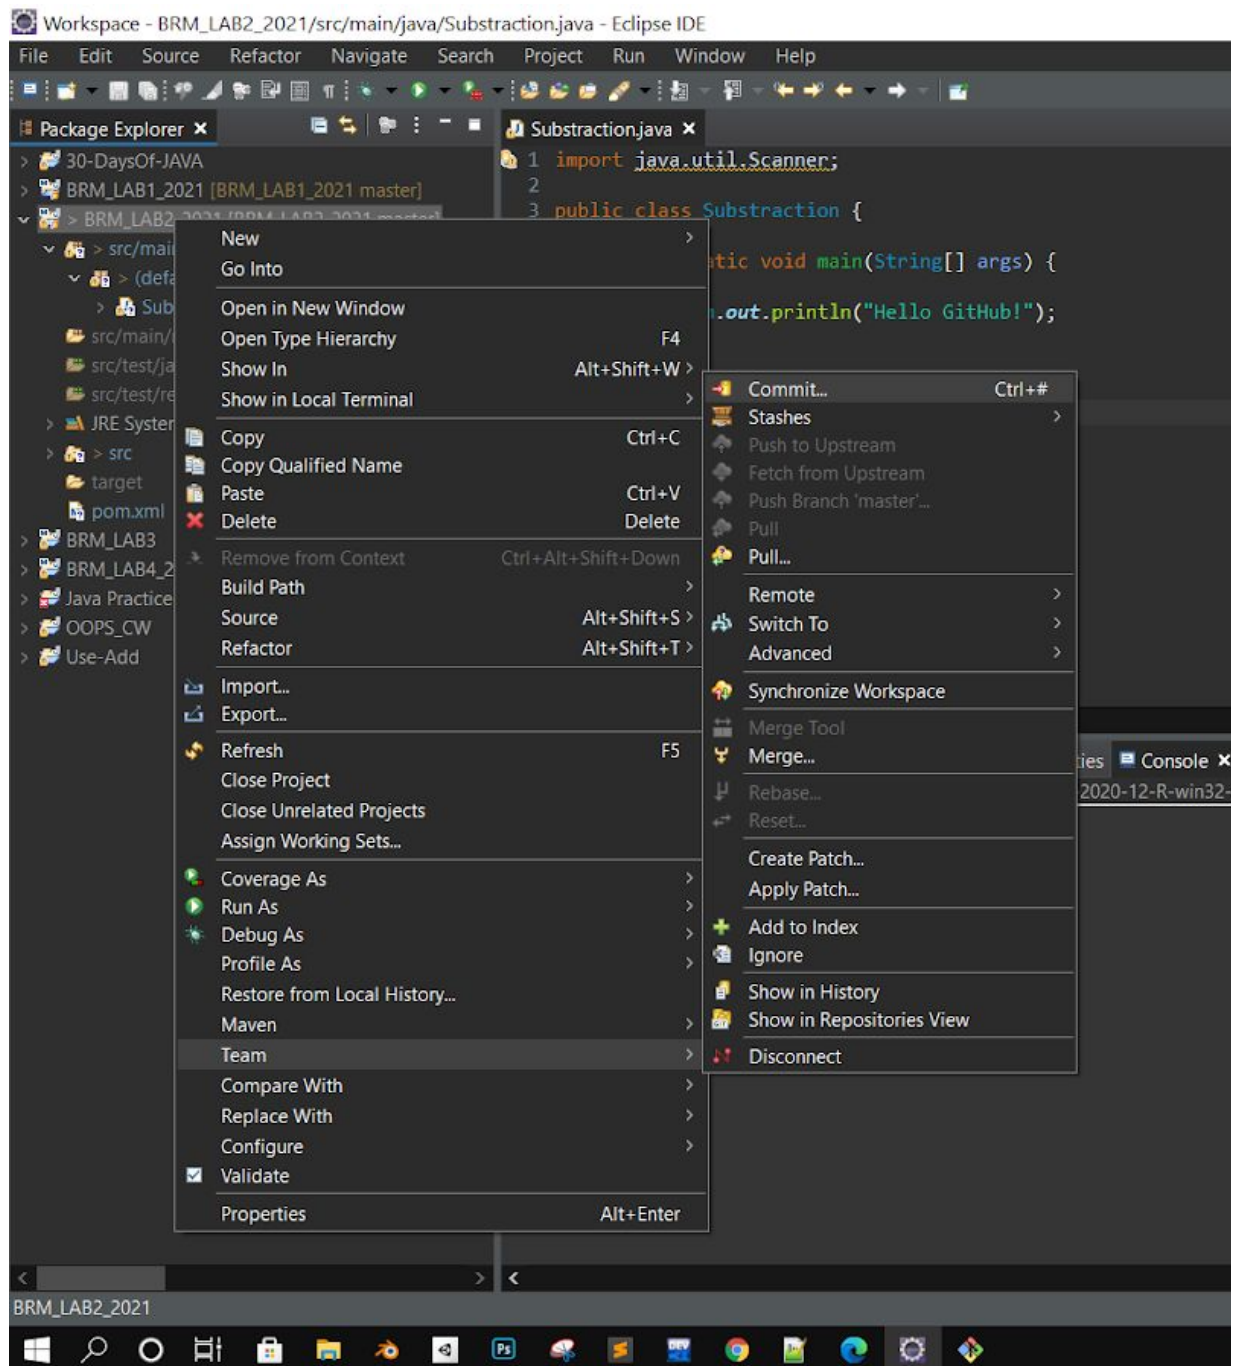 Workspace - BRM_LAB2_2021/src/main/java/Substraction.java - Eclipse IDE
File Edit Source Refactor Navigate Search Project Run Window Help
Package Explorer
Substraction.java
30-DaysOf-JAVA
BRM_LAB1_2021 [BRM_LAB1_2021 master]
> BRM_LAB2_2021 [BRM_LAB2_2021 master]
> src/mai
> (defa
Sub
src/main/r
src/test/ja
src/test/re
JRE System
> src
target
pom.xml
BRM_LAB3
BRM_LAB4_2
Java Practice
OOPS_CW
Use-Add
1 import java.util.Scanner;
2
3 public class Substraction {
atic void main(String[] args) {
.out.println("Hello GitHub!");
New
Go Into
Open in New Window
Open Type Hierarchy F4
Show In Alt+Shift+W
Show in Local Terminal
Copy Ctrl+C
Copy Qualified Name
Paste Ctrl+V
Delete Delete
Remove from Context Ctrl+Alt+Shift+Down
Build Path
Source Alt+Shift+S
Refactor Alt+Shift+T
Import...
Export...
Refresh F5
Close Project
Close Unrelated Projects
Assign Working Sets...
Coverage As
Run As
Debug As
Profile As
Restore from Local History...
Maven
Team
Compare With
Replace With
Configure
Validate
Properties Alt+Enter
Commit... Ctrl+#
Stashes
Push to Upstream
Fetch from Upstream
Push Branch 'master'...
Pull
Pull...
Remote
Switch To
Advanced
Synchronize Workspace
Merge Tool
Merge...
Rebase...
Reset...
Create Patch...
Apply Patch...
Add to Index
Ignore
Show in History
Show in Repositories View
Disconnect
ties Console
2020-12-R-win32-
BRM_LAB2_2021
Ps
DEV